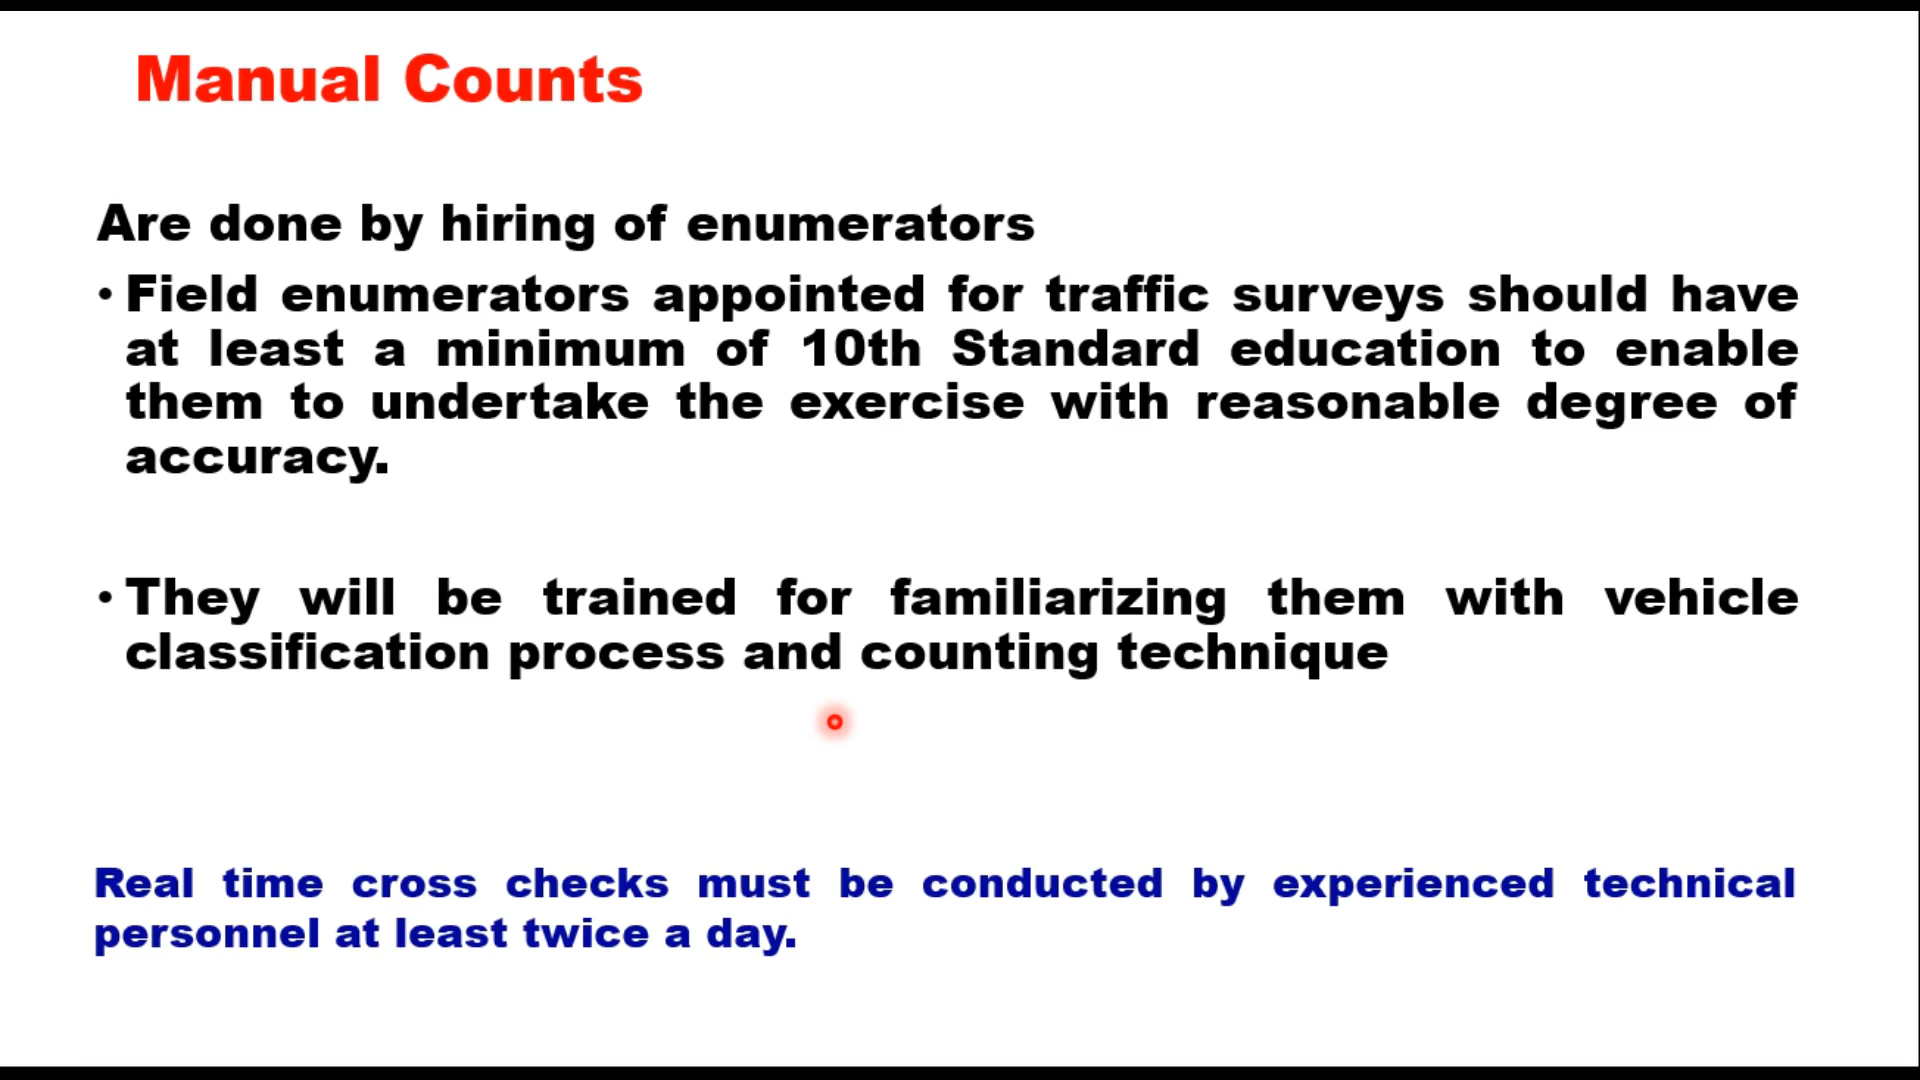 Manual Counts
Are done by hiring of enumerators
• Field enumerators appointed for traffic surveys should have
at least a minimum of 10th Standard education to enable
them to undertake the exercise with reasonable degree of
accuracy.
• They will be trained for familiarizing them with vehicle
classification process and counting technique
Real time cross checks must be conducted by experienced technical
personnel at least twice a day.